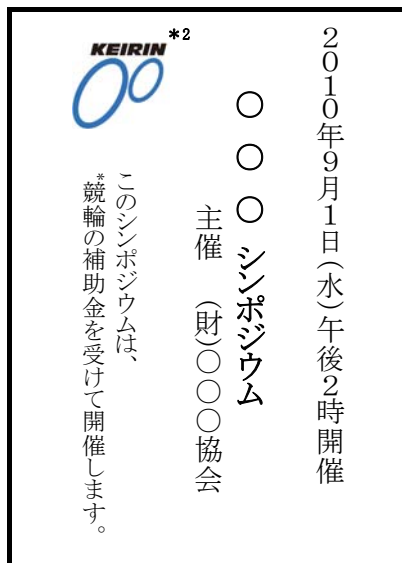 2010年9月1日(水)午後2時開催
○ ○ ○ シンポジウム
主催 (財)○○○協会
KEIRIN
*2
このシンポジウムは、
*競輪の補助金を受けて開催します。